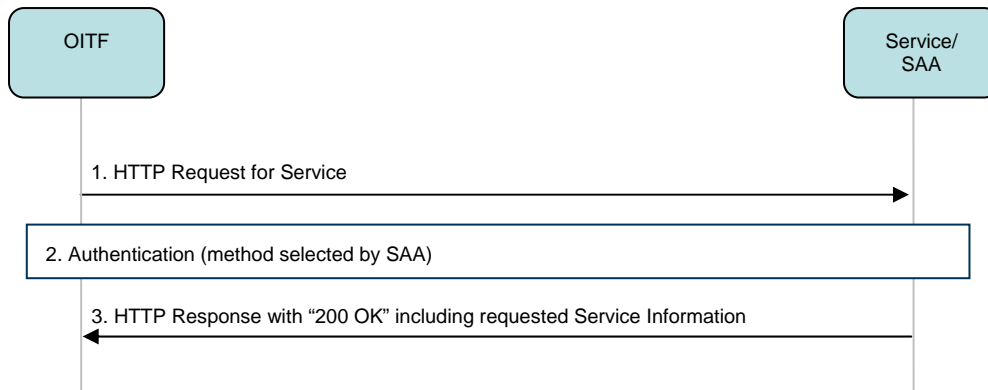 OITF
Service/
SAA
1. HTTP Request for Service
2. Authentication (method selected by SAA)
3. HTTP Response with “200 OK” including requested Service Information